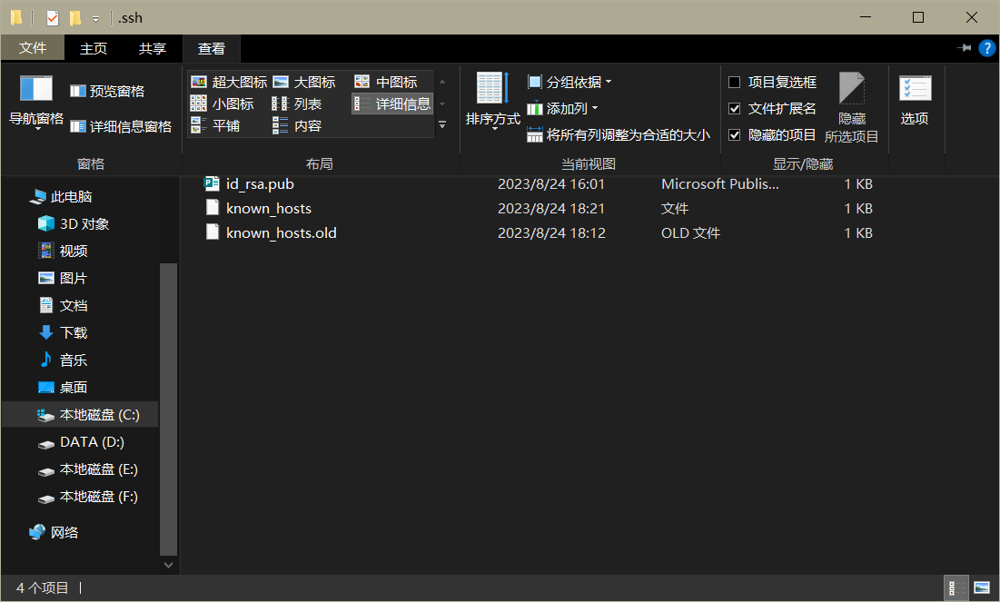 .ssh
文件 主页 共享 查看
导航窗格 预览窗格 详细信息窗格
窗格
超大图标 大图标 中图标
小图标 列表 详细信息
平铺 内容
布局
排序方式 分组依据
添加列
将所有列调整为合适的大小
当前视图
项目复选框
文件扩展名
隐藏的项目
隐藏
所选项目
显示/隐藏
选项
id_rsa.pub 2023/8/24 16:01 Microsoft Publis... 1 KB
known_hosts 2023/8/24 18:21 文件 1 KB
known_hosts.old 2023/8/24 18:12 OLD 文件 1 KB
此电脑
3D 对象
视频
图片
文档
下载
音乐
桌面
本地磁盘 (C:)
DATA (D:)
本地磁盘 (E:)
本地磁盘 (F:)
网络
4 个项目